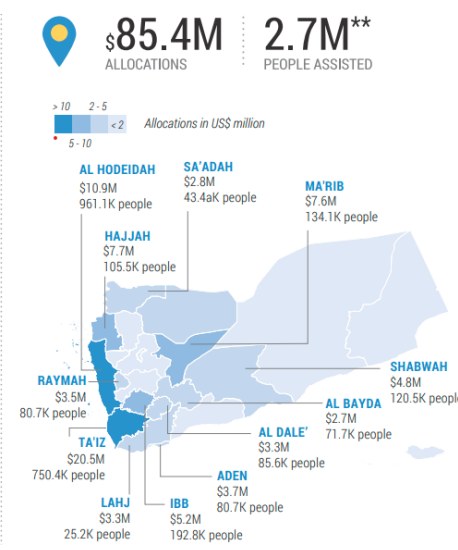 $85.4M
ALLOCATIONS
2.7M**
PEOPLE ASSISTED
> 10 2 - 5
< 2
5 - 10
Allocations in US$ million
AL HODEIDAH
$10.9M
961.1K people
SA'ADAH
$2.8M
43.4aK people
MA'RIB
$7.6M
134.1K people
HAJJAH
$7.7M
105.5K people
RAYMAH
$3.5M
80.7K people
SHABWAH
$4.8M
120.5K peopl
AL BAYDA
$2.7M
71.7K people
TA'IZ
$20.5M
750.4K people
AL DALE'
$3.3M
85.6K people
ADEN
$3.7M
80.7K people
LAHJ
$3.3M
25.2K people
IBB
$5.2M
192.8K people